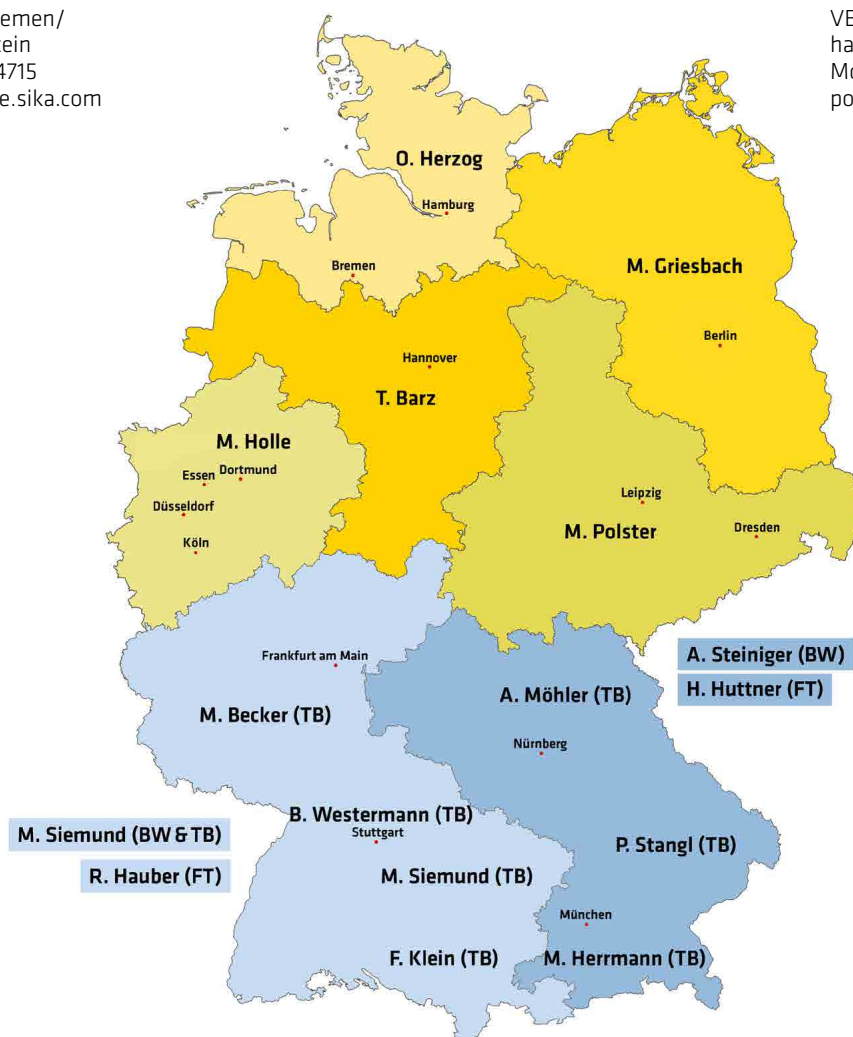 emen/
tein
4715
e.sika.com
VE
ha
Mo
po
O. Herzog
Hamburg
Bremen
M. Griesbach
Berlin
Hannover
T. Barz
M. Holle
Essen
Dortmund
Düsseldorf
Köln
Leipzig
M. Polster
Dresden
Frankfurt am Main
M. Becker (TB)
A. Steiniger (BW)
H. Huttner (FT)
A. Möhler (TB)
Nürnberg
B. Westermann (TB)
Stuttgart
M. Siemund (BW & TB)
R. Hauber (FT)
P. Stangl (TB)
M. Siemund (TB)
München
F. Klein (TB)
M. Herrmann (TB)